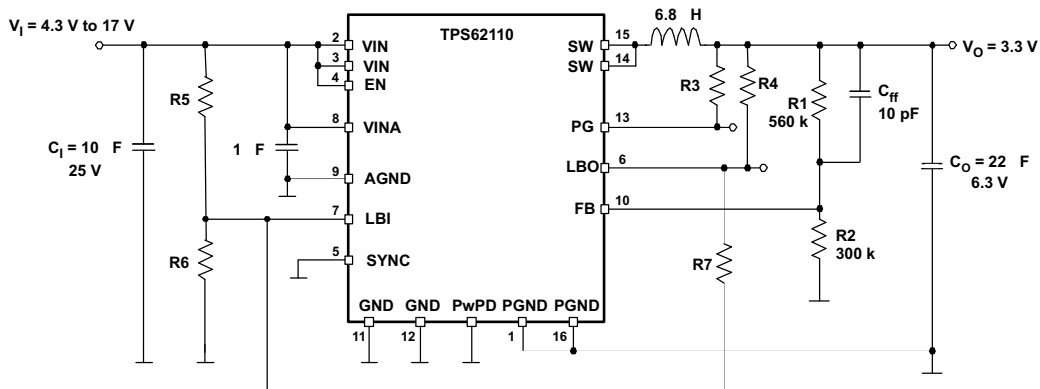 V_I = 4.3 V to 17 V
TPS62110
6.8 H
V_O = 3.3 V
2 VIN
3 VIN
4 EN
8 VINA
9 AGND
7 LBI
5 SYNC
SW 15
SW 14
PG 13
LBO 6
FB 10
GND GND PwPD PGND PGND
11 12 1 16
R5
R6
C_I = 10 F
25 V
1 F
R3
R4
R1
560 k
C_ff
10 pF
R2
300 k
R7
C_O = 22 F
6.3 V